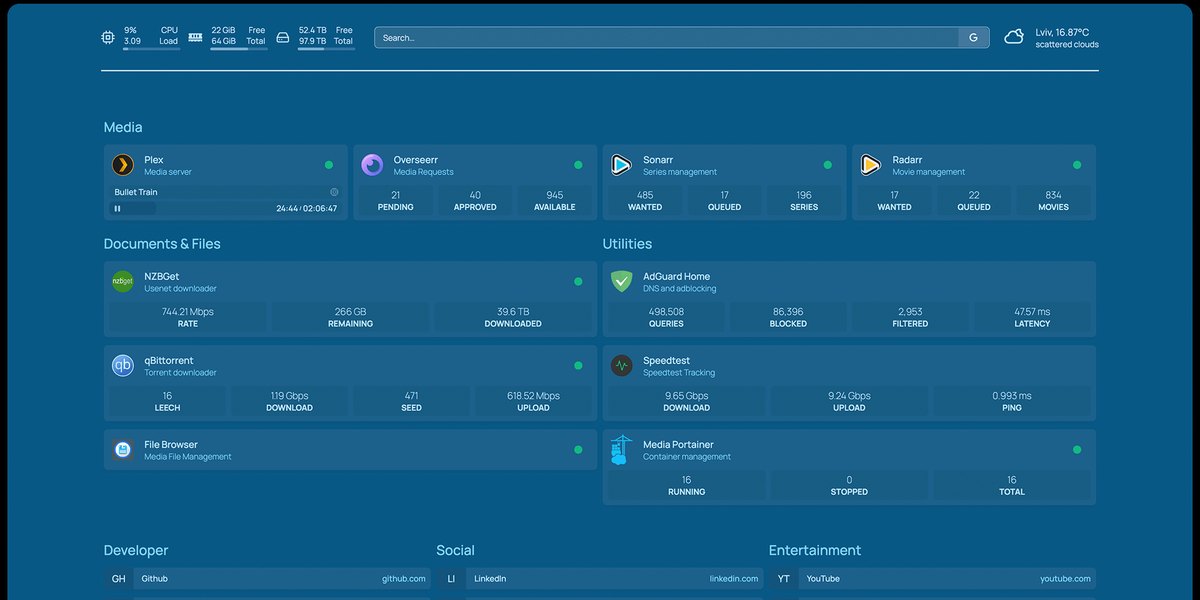 9% CPU
3.09 Load
22 GiB Free
64 GiB Total
52.4 TB Free
97.9 TB Total
Search...
G
Lviv, 16.87°C
scattered clouds
Media
Plex
Media server
Bullet Train
24:44 / 02:06:47
Overseerr
Media Requests
21 40 945
PENDING APPROVED AVAILABLE
Sonarr
Series management
485 17 196
WANTED QUEUED SERIES
Radarr
Movie management
17 22 834
WANTED QUEUED MOVIES
Documents & Files
nzbget
NZBGet
Usenet downloader
744.21 Mbps 266 GB 39.6 TB
RATE REMAINING DOWNLOADED
qb
qBittorrent
Torrent downloader
16 1.19 Gbps 471 618.52 Mbps
LEECH DOWNLOAD SEED UPLOAD
File Browser
Media File Management
Utilities
AdGuard Home
DNS and adblocking
498,508 86,396 2,953 47.57 ms
QUERIES BLOCKED FILTERED LATENCY
Speedtest
Speedtest Tracking
9.65 Gbps 9.24 Gbps 0.993 ms
DOWNLOAD UPLOAD PING
Media Portainer
Container management
16 0 16
RUNNING STOPPED TOTAL
Developer
GH Github github.com
Social
LI LinkedIn linkedin.com
Entertainment
YT YouTube youtube.com